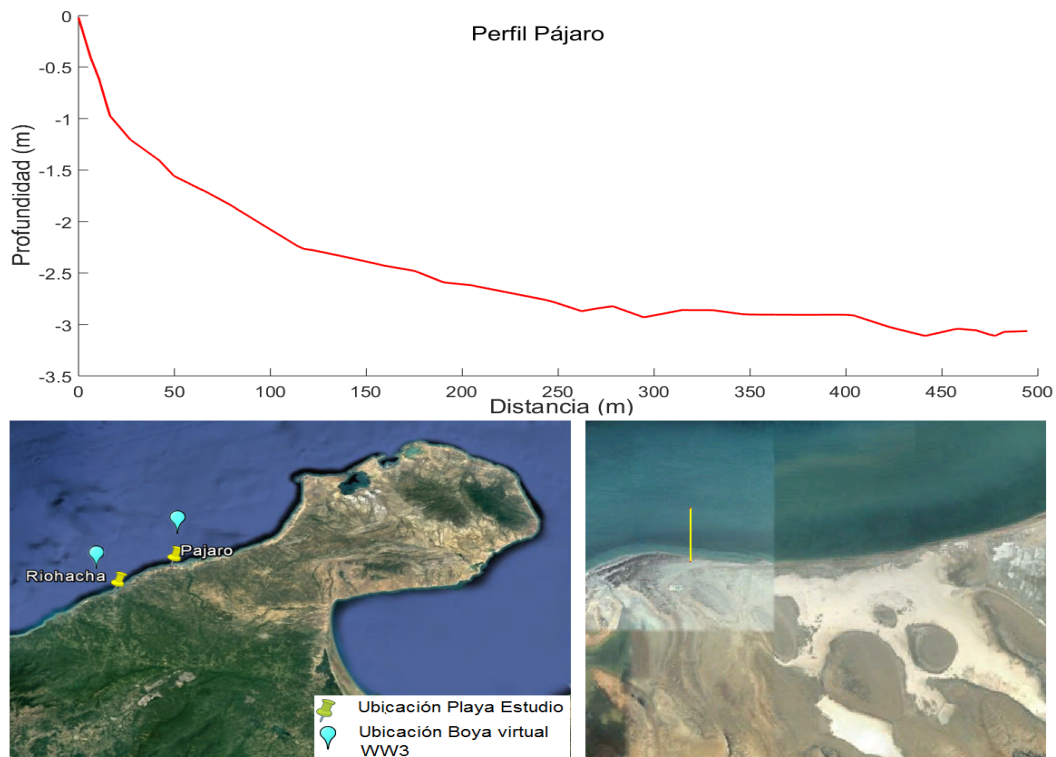 Perfil Pájaro
Profundidad (m)
0
-0.5
-1
-1.5
-2
-2.5
-3
-3.5
0 50 100 150 200 250 300 350 400 450 500
Distancia (m)
Pajaro
Riohacha
Ubicación Playa Estudio
Ubicación Boya virtual
WW3